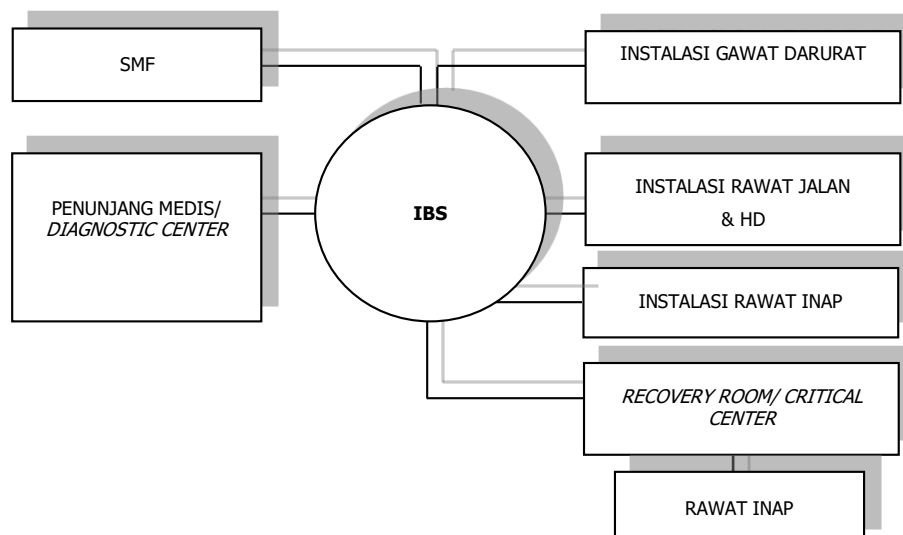 SMF
INSTALASI GAWAT DARURAT
PENUNJANG MEDIS/
DIAGNOSTIC CENTER
IBS
INSTALASI RAWAT JALAN
& HD
INSTALASI RAWAT INAP
RECOVERY ROOM/ CRITICAL
CENTER
RAWAT INAP